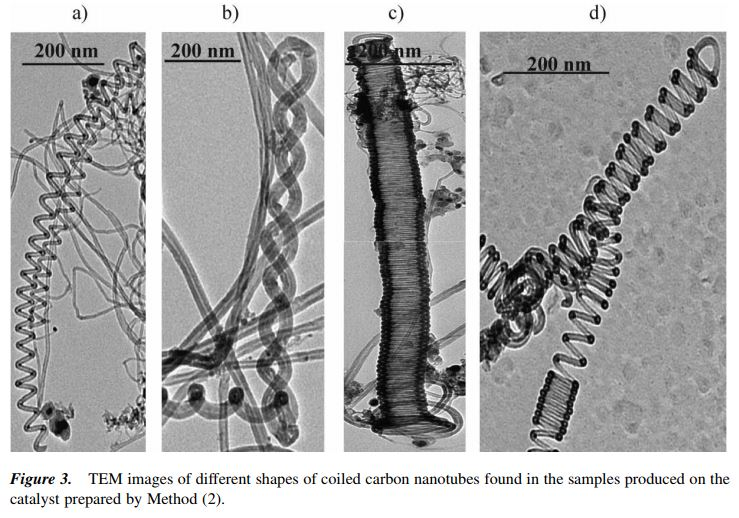 a) b) c) d)
200 nm 200 nm 200 nm 200 nm
Figure 3. TEM images of different shapes of coiled carbon nanotubes found in the samples produced on the
catalyst prepared by Method (2).